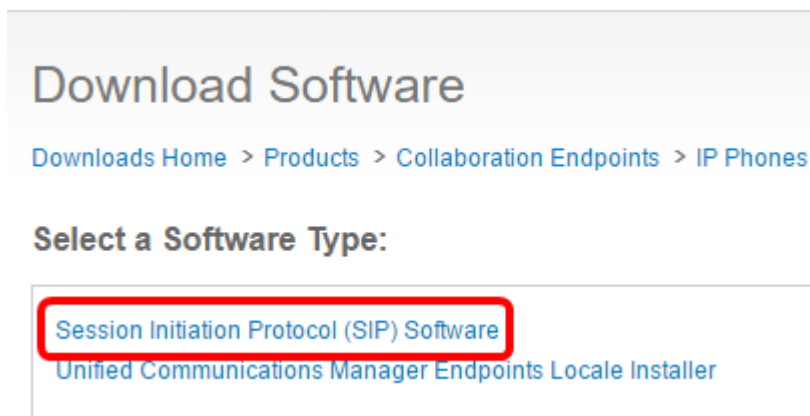 Download Software
Downloads Home > Products > Collaboration Endpoints > IP Phones
Select a Software Type:
Session Initiation Protocol (SIP) Software
Unified Communications Manager Endpoints Locale Installer